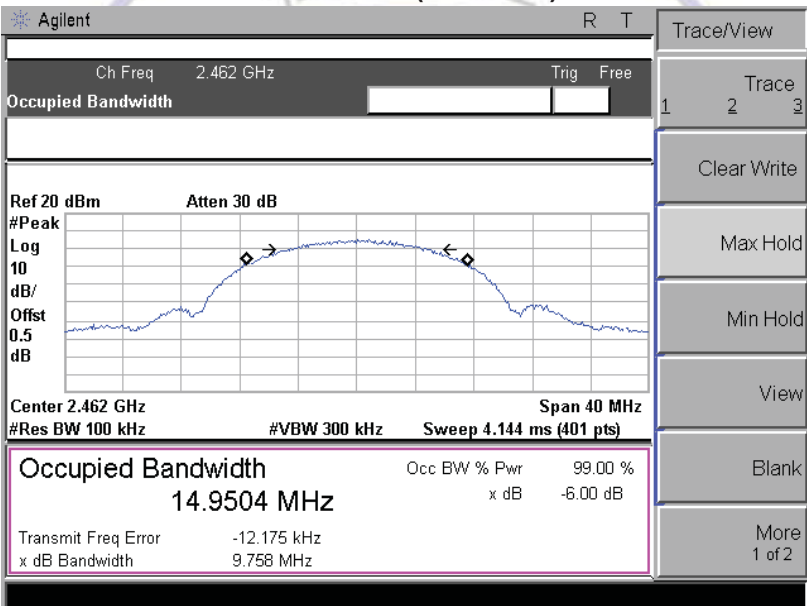 Agilent R T
Ch Freq 2.462 GHz Trig Free
Occupied Bandwidth
Ref 20 dBm Atten 30 dB
#Peak
Log
10
dB/
Offst
0.5
dB
Center 2.462 GHz Span 40 MHz
#Res BW 100 kHz #VBW 300 kHz Sweep 4.144 ms (401 pts)
Occupied Bandwidth
14.9504 MHz
Occ BW % Pwr 99.00 %
x dB -6.00 dB
Transmit Freq Error -12.175 kHz
x dB Bandwidth 9.758 MHz
Trace/View
Trace
1 2 3
Clear Write
Max Hold
Min Hold
View
Blank
More
1 of 2